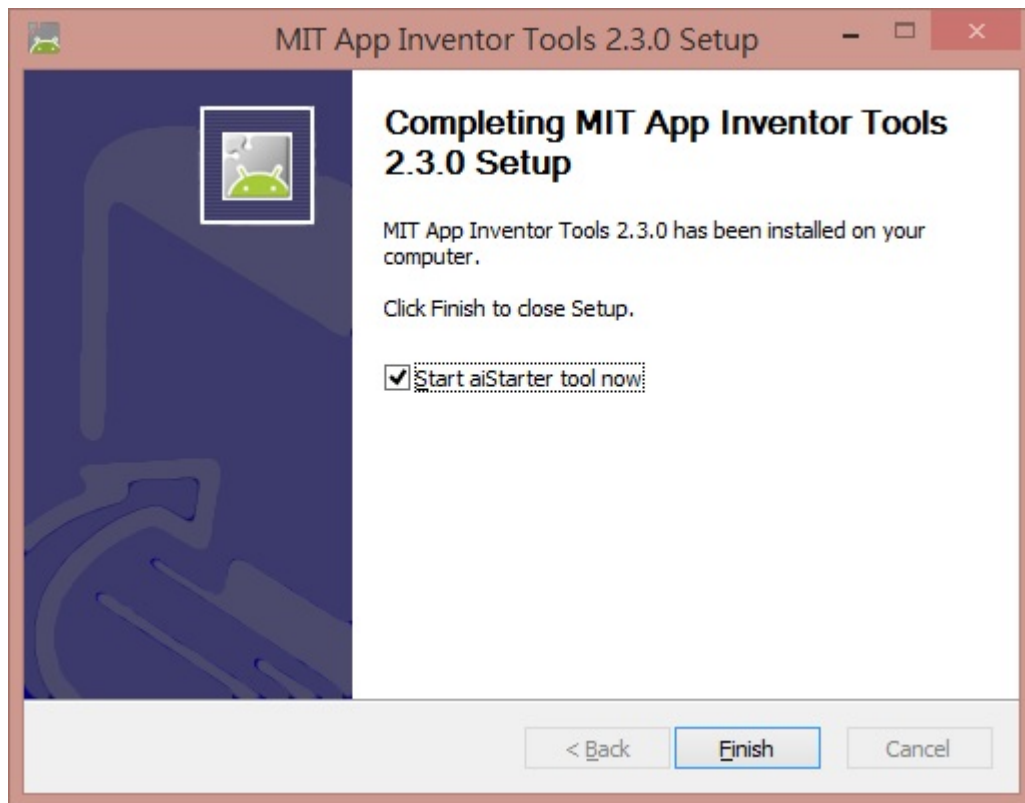 MIT App Inventor Tools 2.3.0 Setup
Completing MIT App Inventor Tools
2.3.0 Setup
MIT App Inventor Tools 2.3.0 has been installed on your
computer.
Click Finish to close Setup.
Start aiStarter tool now
< Back Finish Cancel